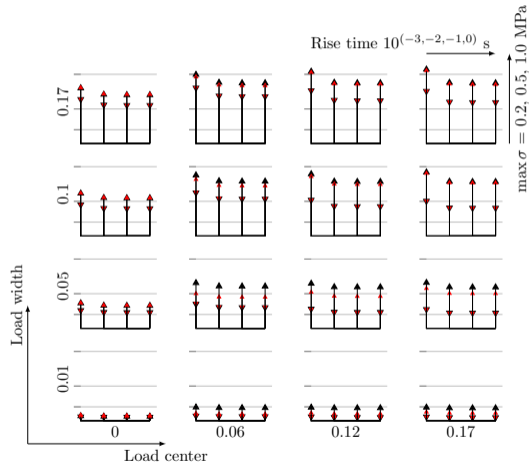 Rise time 10^(−3,−2,−1,0) s
max σ = 0.2, 0.5, 1.0 MPa
0.17
0.1
0.05
0.01
Load width
0 0.06 0.12 0.17
Load center